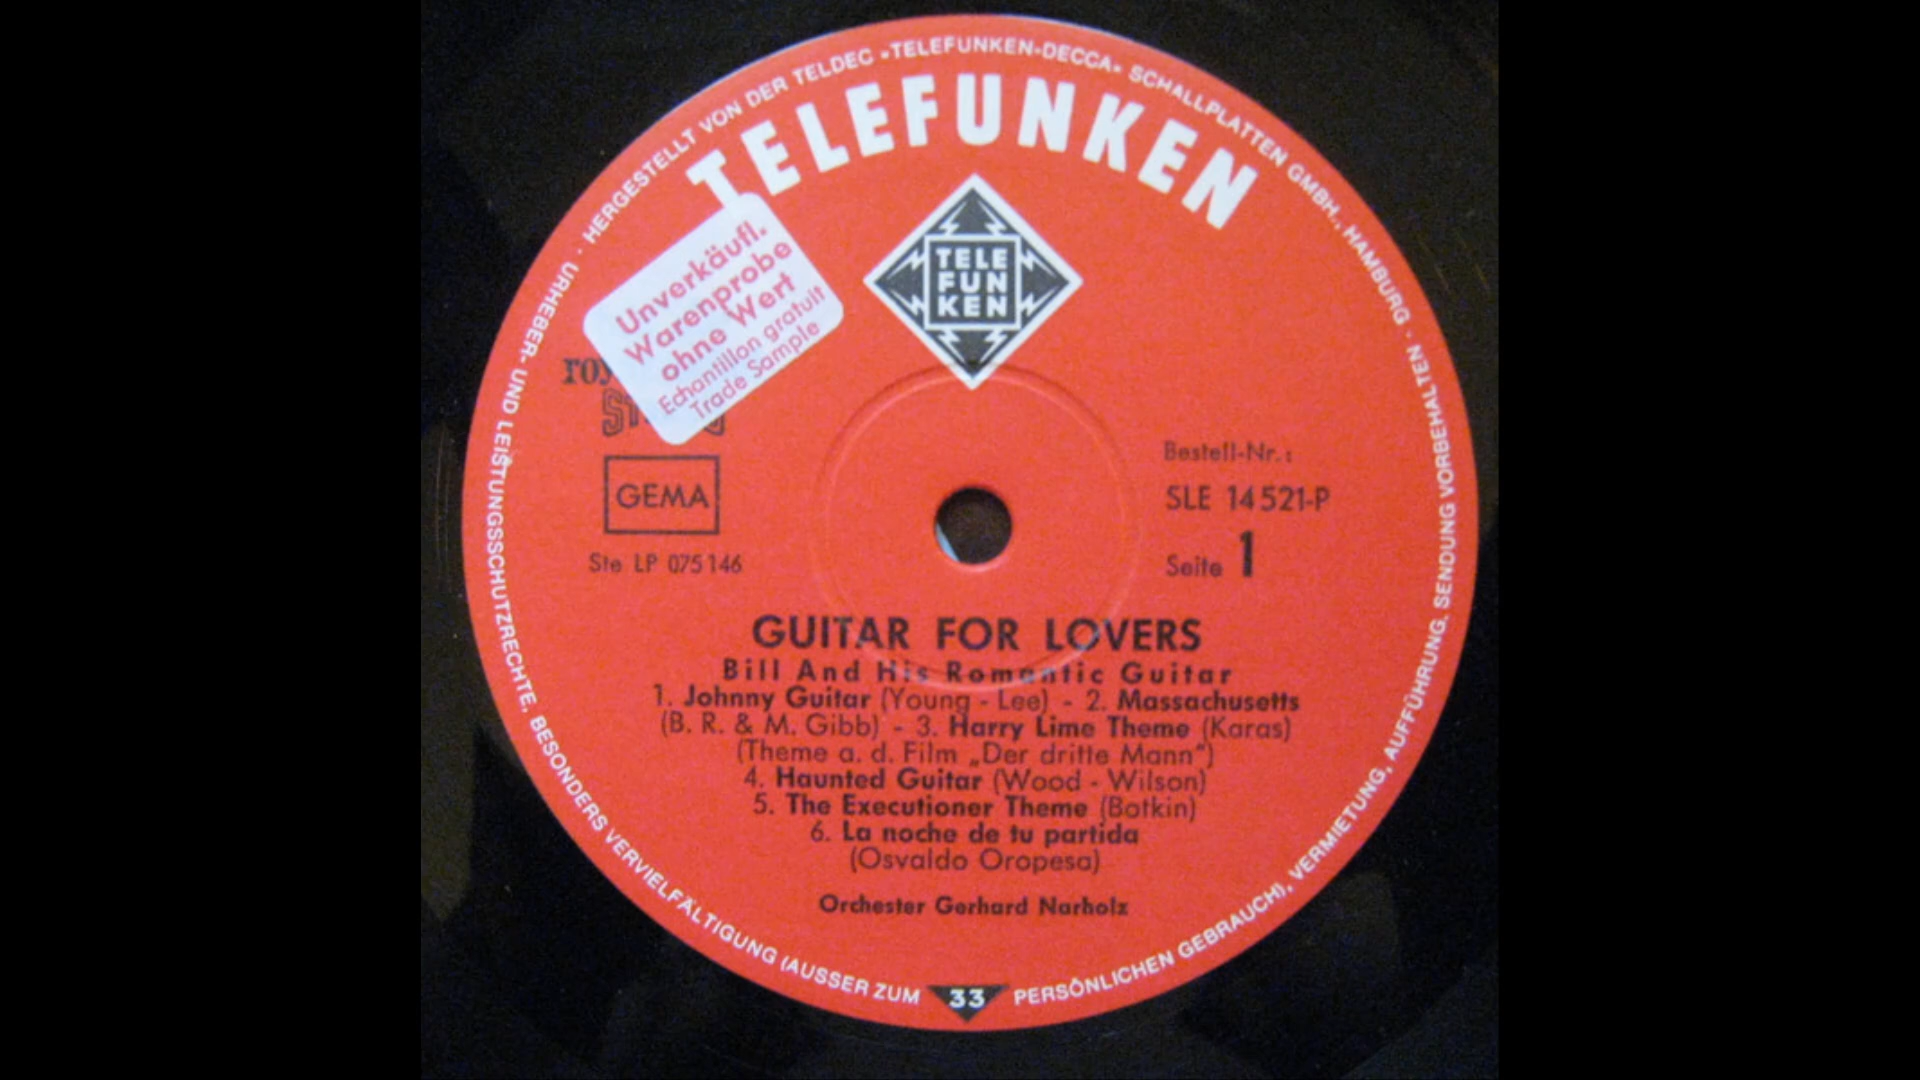 HERGESTELLT VON DER TELDEC »TELEFUNKEN-DECCA« SCHALLPLATTEN GMBH., HAMBURG · URHEBER- UND LEISTUNGSSCHUTZRECHTE, BESONDERS VERVIELFÄLTIGUNG (AUSSER ZUM PERSÖNLICHEN GEBRAUCH), VERMIETUNG, AUFFÜHRUNG, SENDUNG VORBEHALTEN ·
TELEFUNKEN
TELE
FUN
KEN
Unverkäufl.
Warenprobe
ohne Wert
Echantillon gratuit
Trade Sample
GEMA
Ste LP 075146
Bestell-Nr.:
SLE 14521-P
Seite 1
GUITAR FOR LOVERS
Bill And His Romantic Guitar
1. Johnny Guitar (Young - Lee) - 2. Massachusetts
(B. R. & M. Gibb) - 3. Harry Lime Theme (Karas)
(Theme a. d. Film „Der dritte Mann“)
4. Haunted Guitar (Wood - Wilson)
5. The Executioner Theme (Botkin)
6. La noche de tu partida
(Osvaldo Oropesa)
Orchester Gerhard Narholz
33